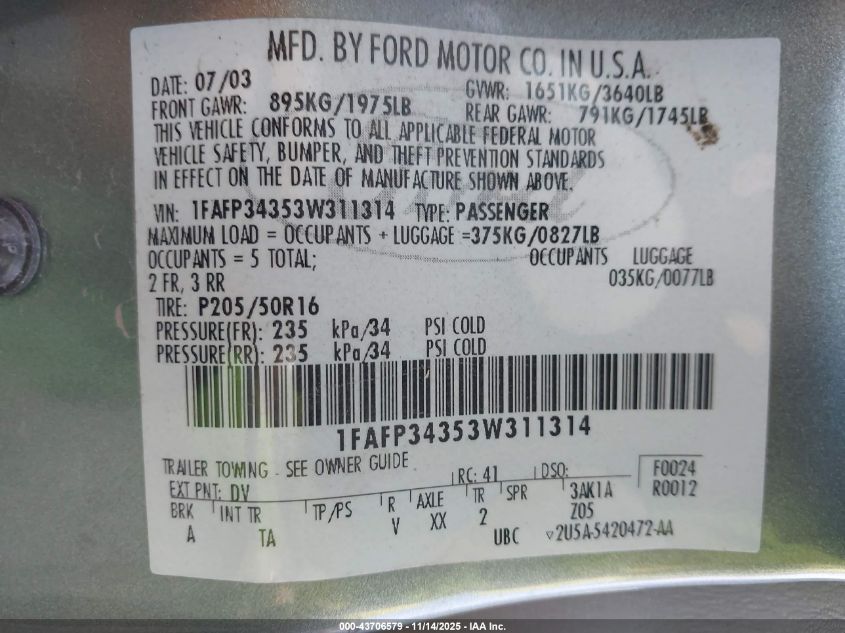 MFD. BY FORD MOTOR CO. IN U.S.A.
DATE: 07/03 GVWR: 1651KG/3640LB
FRONT GAWR: 895KG/1975LB REAR GAWR: 791KG/1745LB
THIS VEHICLE CONFORMS TO ALL APPLICABLE FEDERAL MOTOR
VEHICLE SAFETY, BUMPER, AND THEFT PREVENTION STANDARDS
IN EFFECT ON THE DATE OF MANUFACTURE SHOWN ABOVE.
VIN: 1FAFP34353W311314 TYPE: PASSENGER
MAXIMUM LOAD = OCCUPANTS + LUGGAGE =375KG/0827LB
OCCUPANTS = 5 TOTAL; OCCUPANTS LUGGAGE
2 FR, 3 RR 035KG/0077LB
TIRE: P205/50R16
PRESSURE(FR): 235 kPa/34 PSI COLD
PRESSURE(RR): 235 kPa/34 PSI COLD
1FAFP34353W311314
TRAILER TOWING - SEE OWNER GUIDE
EXT PNT: DV RC: 41 DSO: F0024
BRK INT TR TP/PS R AXLE TR SPR 3AK1A R0012
A TA V XX 2 Z05
UBC ▽2U5A-5420472-AA
000-43706579 - 11/14/2025 - IAA Inc.